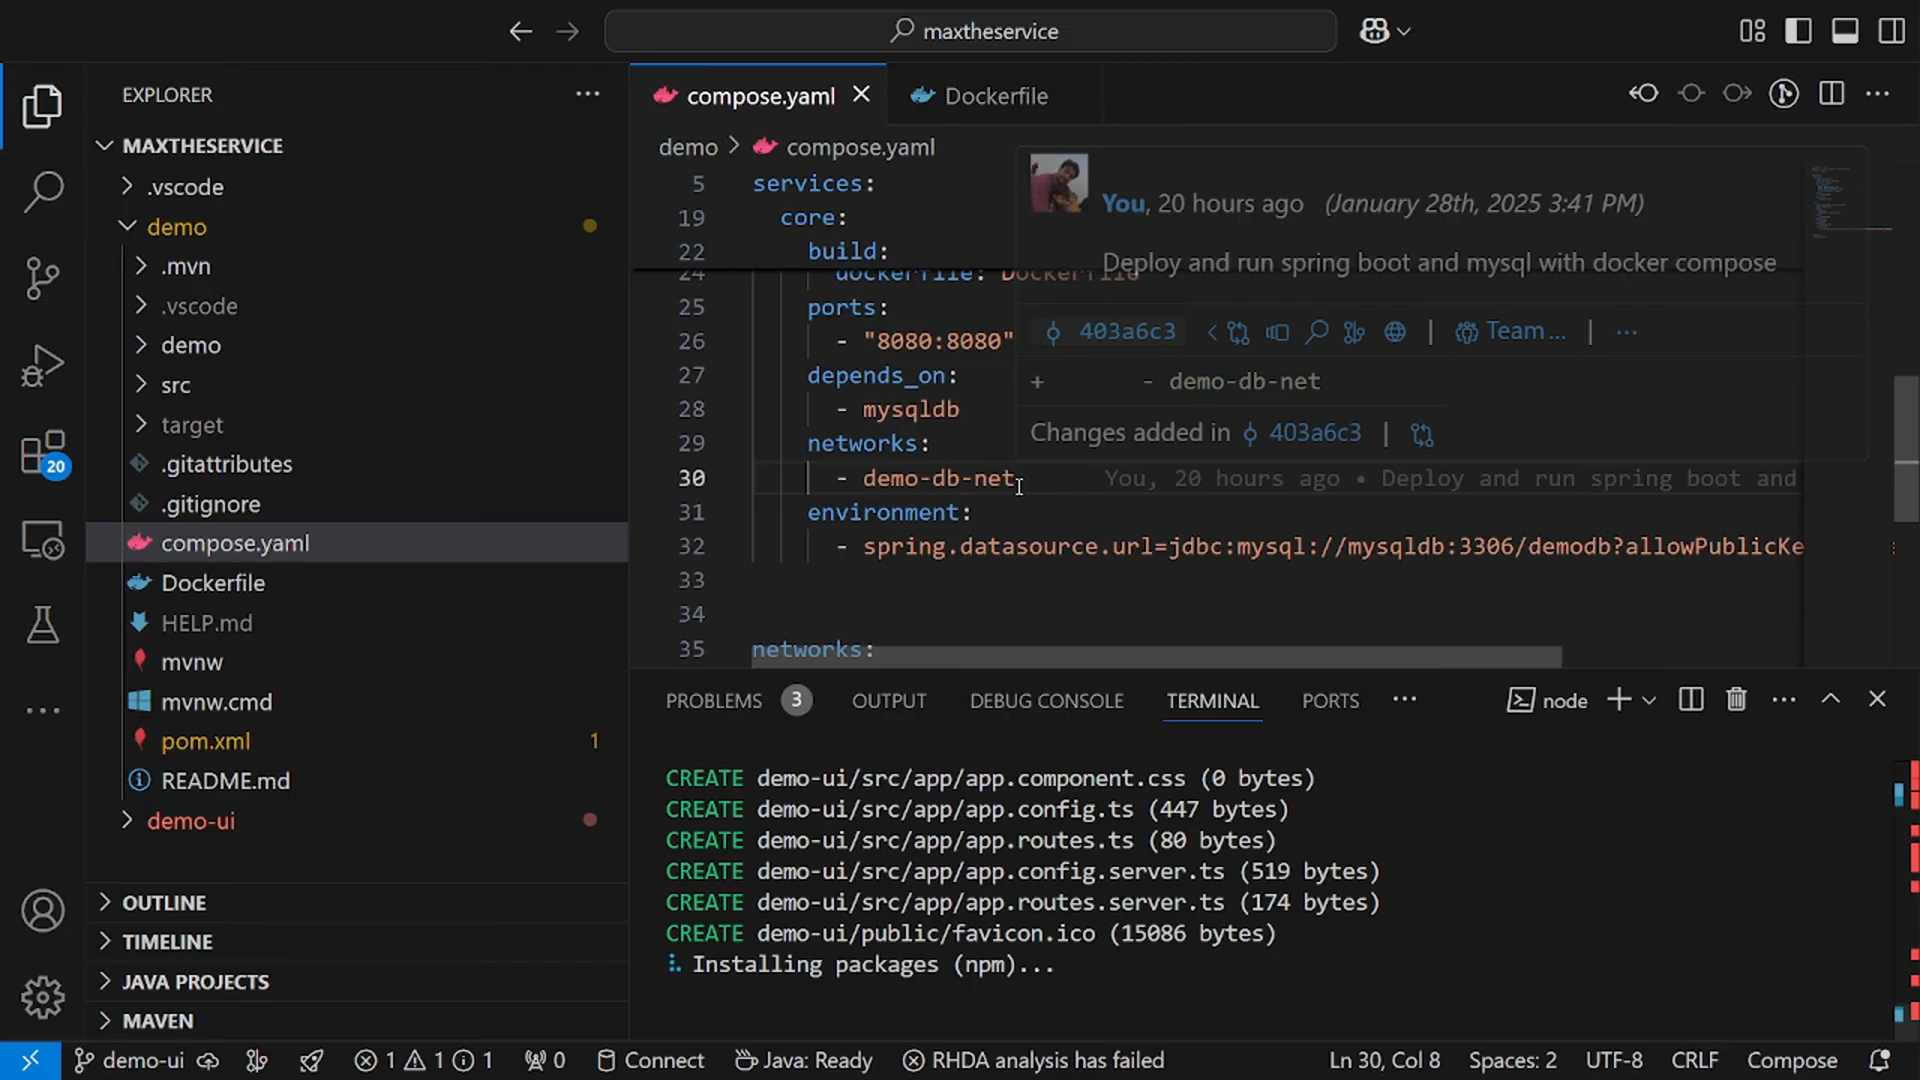 maxtheservice
EXPLORER
MAXTHESERVICE
.vscode
demo
.mvn
.vscode
demo
src
target
.gitattributes
.gitignore
compose.yaml
Dockerfile
HELP.md
mvnw
mvnw.cmd
pom.xml 1
README.md
demo-ui
OUTLINE
TIMELINE
JAVA PROJECTS
MAVEN
20
compose.yaml
Dockerfile
demo > compose.yaml
5 services:
19 core:
22 build:
24 dockerfile: Dockerfile
25 ports:
26 - "8080:8080"
27 depends_on:
28 - mysqldb
29 networks:
30 - demo-db-net You, 20 hours ago • Deploy and run spring boot and
31 environment:
32 - spring.datasource.url=jdbc:mysql://mysqldb:3306/demodb?allowPublicKe
33
34
35 networks:
You, 20 hours ago (January 28th, 2025 3:41 PM)
Deploy and run spring boot and mysql with docker compose
403a6c3 | Team... | ...
+ - demo-db-net
Changes added in 403a6c3 |
PROBLEMS 3 OUTPUT DEBUG CONSOLE TERMINAL PORTS ... node
CREATE demo-ui/src/app/app.component.css (0 bytes)
CREATE demo-ui/src/app/app.config.ts (447 bytes)
CREATE demo-ui/src/app/app.routes.ts (80 bytes)
CREATE demo-ui/src/app/app.config.server.ts (519 bytes)
CREATE demo-ui/src/app/app.routes.server.ts (174 bytes)
CREATE demo-ui/public/favicon.ico (15086 bytes)
Installing packages (npm)...
demo-ui 1 1 1 0 Connect Java: Ready RHDA analysis has failed Ln 30, Col 8 Spaces: 2 UTF-8 CRLF Compose